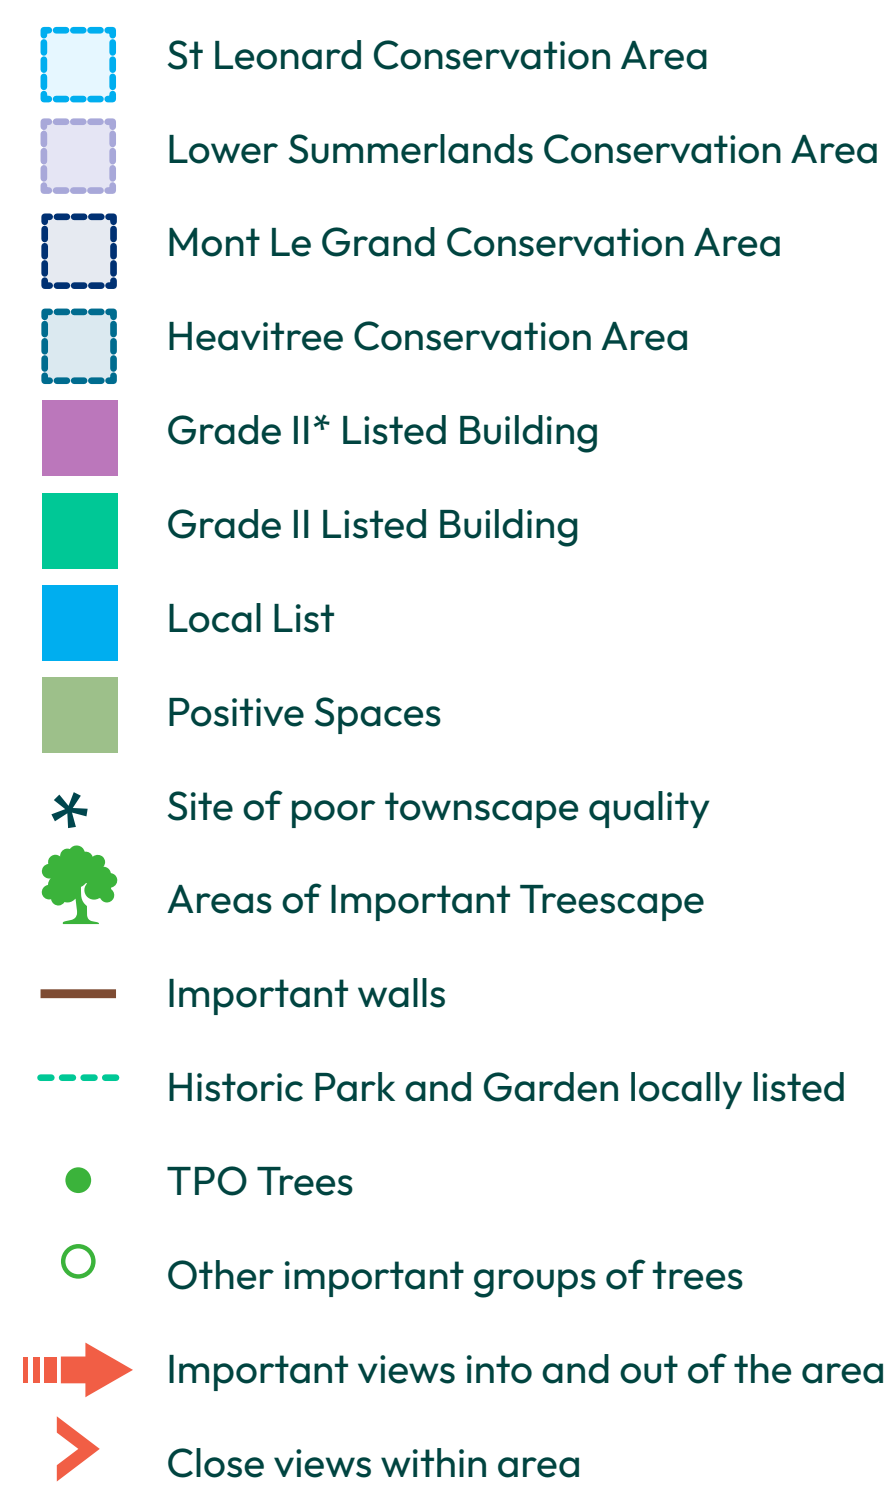 St Leonard Conservation Area
Lower Summerlands Conservation Area
Mont Le Grand Conservation Area
Heavitree Conservation Area
Grade II* Listed Building
Grade II Listed Building
Local List
Positive Spaces
Site of poor townscape quality
Areas of Important Treescape
Important walls
Historic Park and Garden locally listed
TPO Trees
Other important groups of trees
Important views into and out of the area
Close views within area